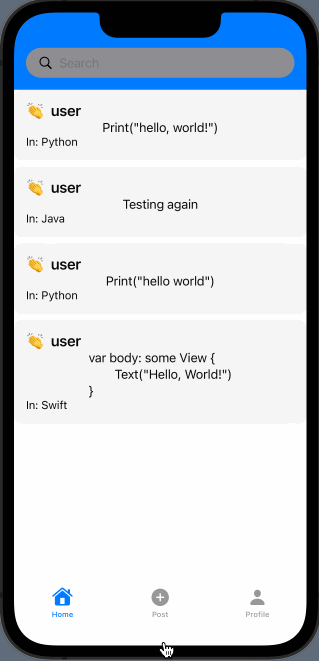 Search
👏 user
Print("hello, world!")
In: Python
👏 user
Testing again
In: Java
👏 user
Print("hello world")
In: Python
👏 user
var body: some View {
Text("Hello, World!")
}
In: Swift
Home Post Profile